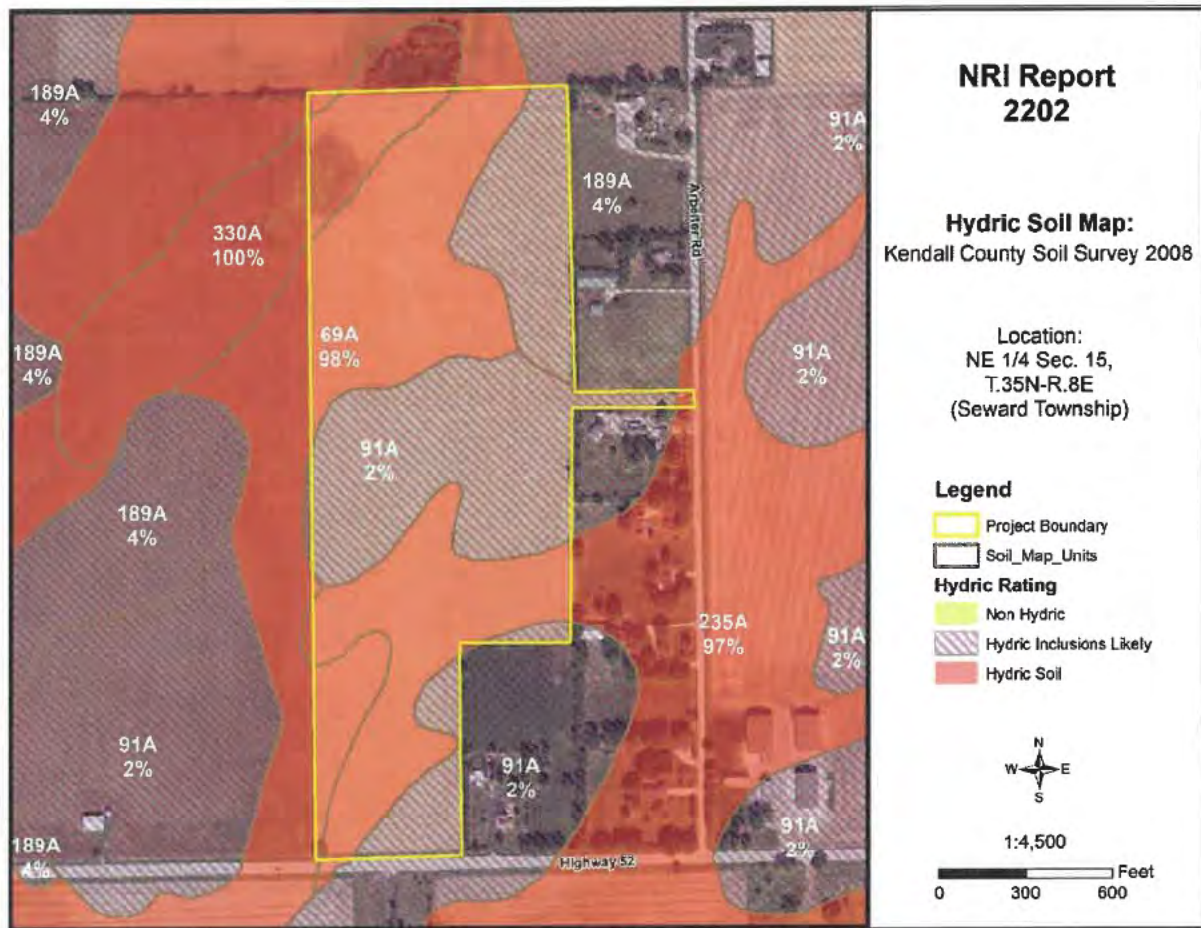 189A
4%
91A
2%
189A
4%
330A
100%
Arbeiter Rd
69A
98%
189A
4%
91A
2%
91A
2%
189A
4%
235A
97%
91A
2%
91A
2%
91A
2%
91A
2%
189A
4%
Highway 52
NRI Report
2202
Hydric Soil Map:
Kendall County Soil Survey 2008
Location:
NE 1/4 Sec. 15,
T.35N-R.8E
(Seward Township)
Legend
Project Boundary
Soil_Map_Units
Hydric Rating
Non Hydric
Hydric Inclusions Likely
Hydric Soil
N
W E
S
1:4,500
Feet
0 300 600